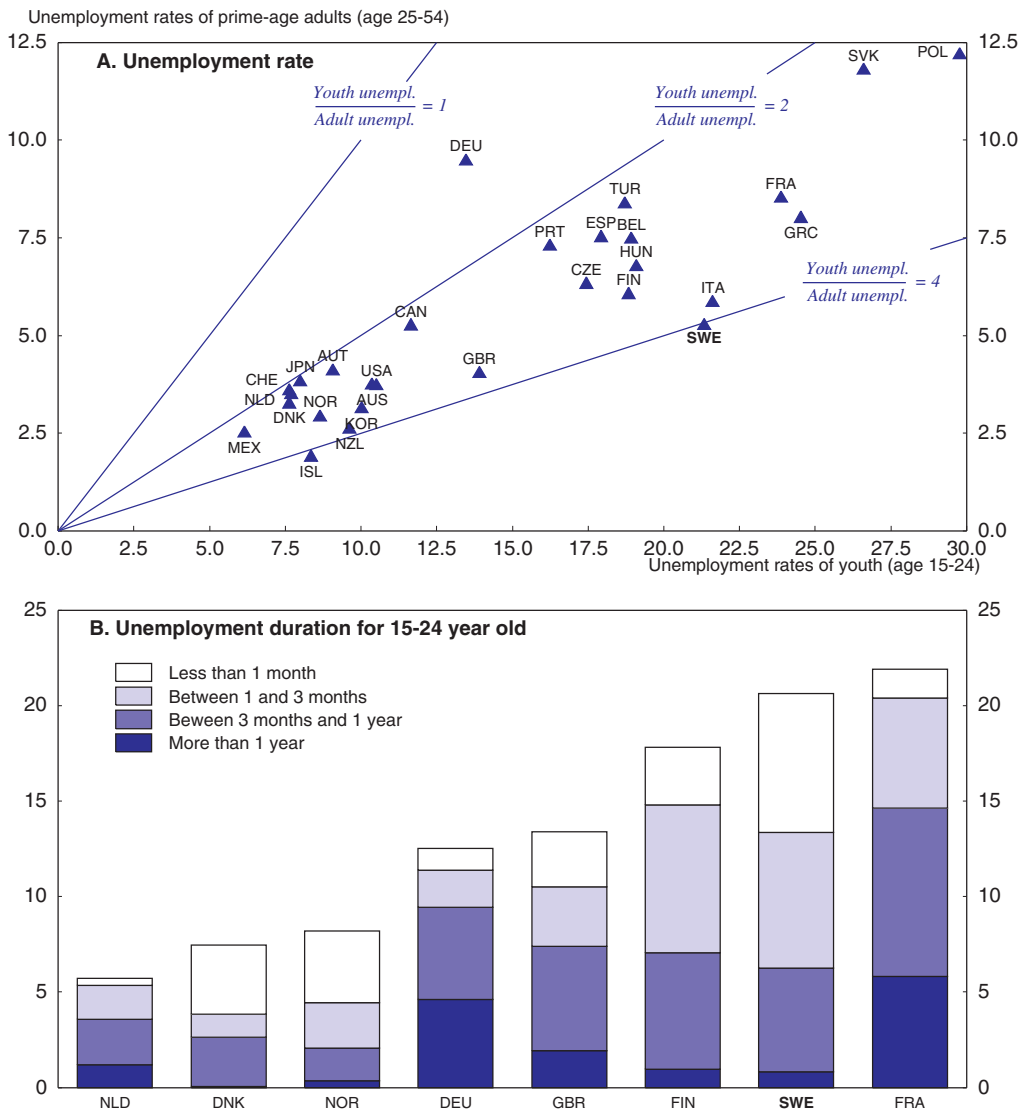 Unemployment rates of prime-age adults (age 25-54)
12.5 12.5
A. Unemployment rate
SVK POL
Youth unempl.
Adult unempl. = 1
Youth unempl.
Adult unempl. = 2
10.0 10.0
DEU
TUR FRA
7.5 PRT ESP BEL GRC 7.5
HUN
CZE FIN
Youth unempl.
Adult unempl. = 4
ITA
5.0 CAN SWE 5.0
GBR
JPN AUT USA
CHE
NLD NOR AUS
DNK KOR
2.5 MEX NZL 2.5
ISL
0.0 0.0
0.0 2.5 5.0 7.5 10.0 12.5 15.0 17.5 20.0 22.5 25.0 27.5 30.0
Unemployment rates of youth (age 15-24)
25 25
B. Unemployment duration for 15-24 year old
Less than 1 month
Between 1 and 3 months
20 20
Beween 3 months and 1 year
More than 1 year
15 15
10 10
5 5
0 0
NLD DNK NOR DEU GBR FIN SWE FRA